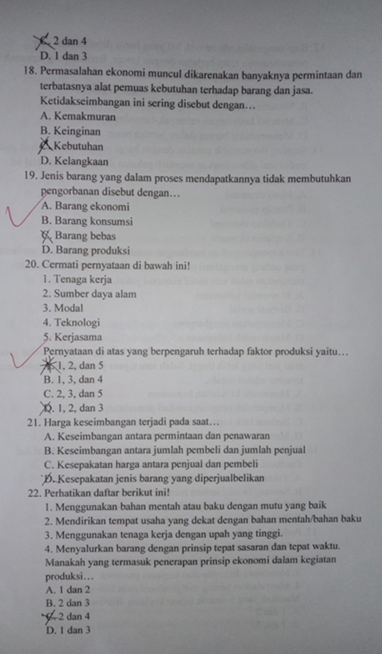 C. 2 dan 4
D. 1 dan 3
18. Permasalahan ekonomi muncul dikarenakan banyaknya permintaan dan
terbatasnya alat pemuas kebutuhan terhadap barang dan jasa.
Ketidakseimbangan ini sering disebut dengan…
A. Kemakmuran
B. Keinginan
C. Kebutuhan
D. Kelangkaan
19. Jenis barang yang dalam proses mendapatkannya tidak membutuhkan
pengorbanan disebut dengan…
A. Barang ekonomi
B. Barang konsumsi
C. Barang bebas
D. Barang produksi
20. Cermati pernyataan di bawah ini!
1. Tenaga kerja
2. Sumber daya alam
3. Modal
4. Teknologi
5. Kerjasama
Pernyataan di atas yang berpengaruh terhadap faktor produksi yaitu…
A. 1, 2, dan 5
B. 1, 3, dan 4
C. 2, 3, dan 5
D. 1, 2, dan 3
21. Harga keseimbangan terjadi pada saat…
A. Keseimbangan antara permintaan dan penawaran
B. Keseimbangan antara jumlah pembeli dan jumlah penjual
C. Kesepakatan harga antara penjual dan pembeli
D. Kesepakatan jenis barang yang diperjualbelikan
22. Perhatikan daftar berikut ini!
1. Menggunakan bahan mentah atau baku dengan mutu yang baik
2. Mendirikan tempat usaha yang dekat dengan bahan mentah/bahan baku
3. Menggunakan tenaga kerja dengan upah yang tinggi.
4. Menyalurkan barang dengan prinsip tepat sasaran dan tepat waktu.
Manakah yang termasuk penerapan prinsip ekonomi dalam kegiatan
produksi…
A. 1 dan 2
B. 2 dan 3
C. 2 dan 4
D. 1 dan 3